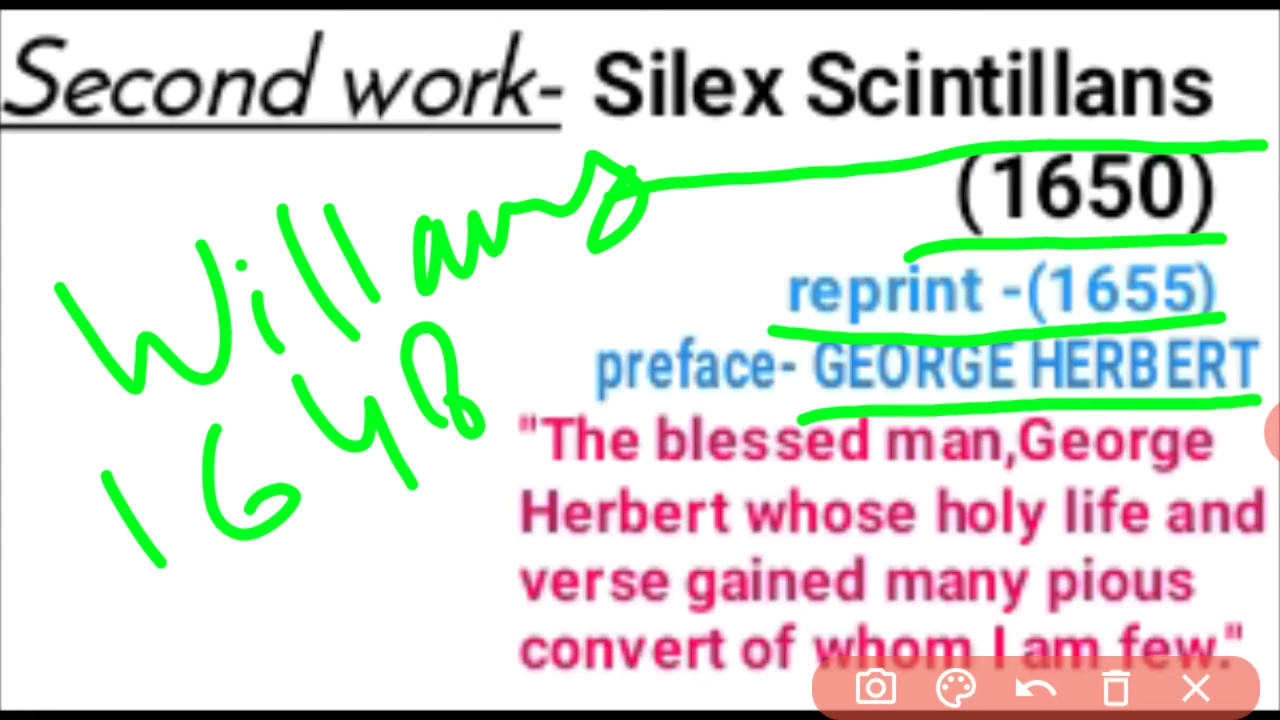 Second work- Silex Scintillans
(1650)
Willams
1648
reprint -(1655)
preface- GEORGE HERBERT
"The blessed man,George
Herbert whose holy life and
verse gained many pious
convert of whom I am few."